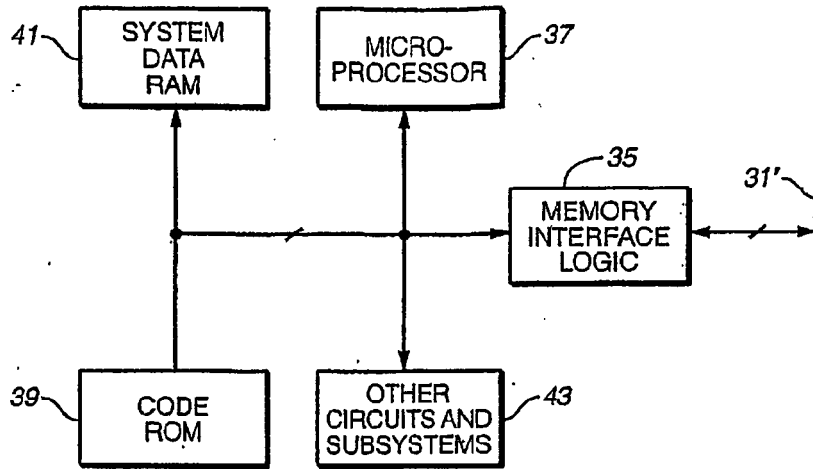 41
SYSTEM
DATA
RAM
MICRO-
PROCESSOR
37
35
MEMORY
INTERFACE
LOGIC
31'
39
CODE
ROM
OTHER
CIRCUITS AND
SUBSYSTEMS
43